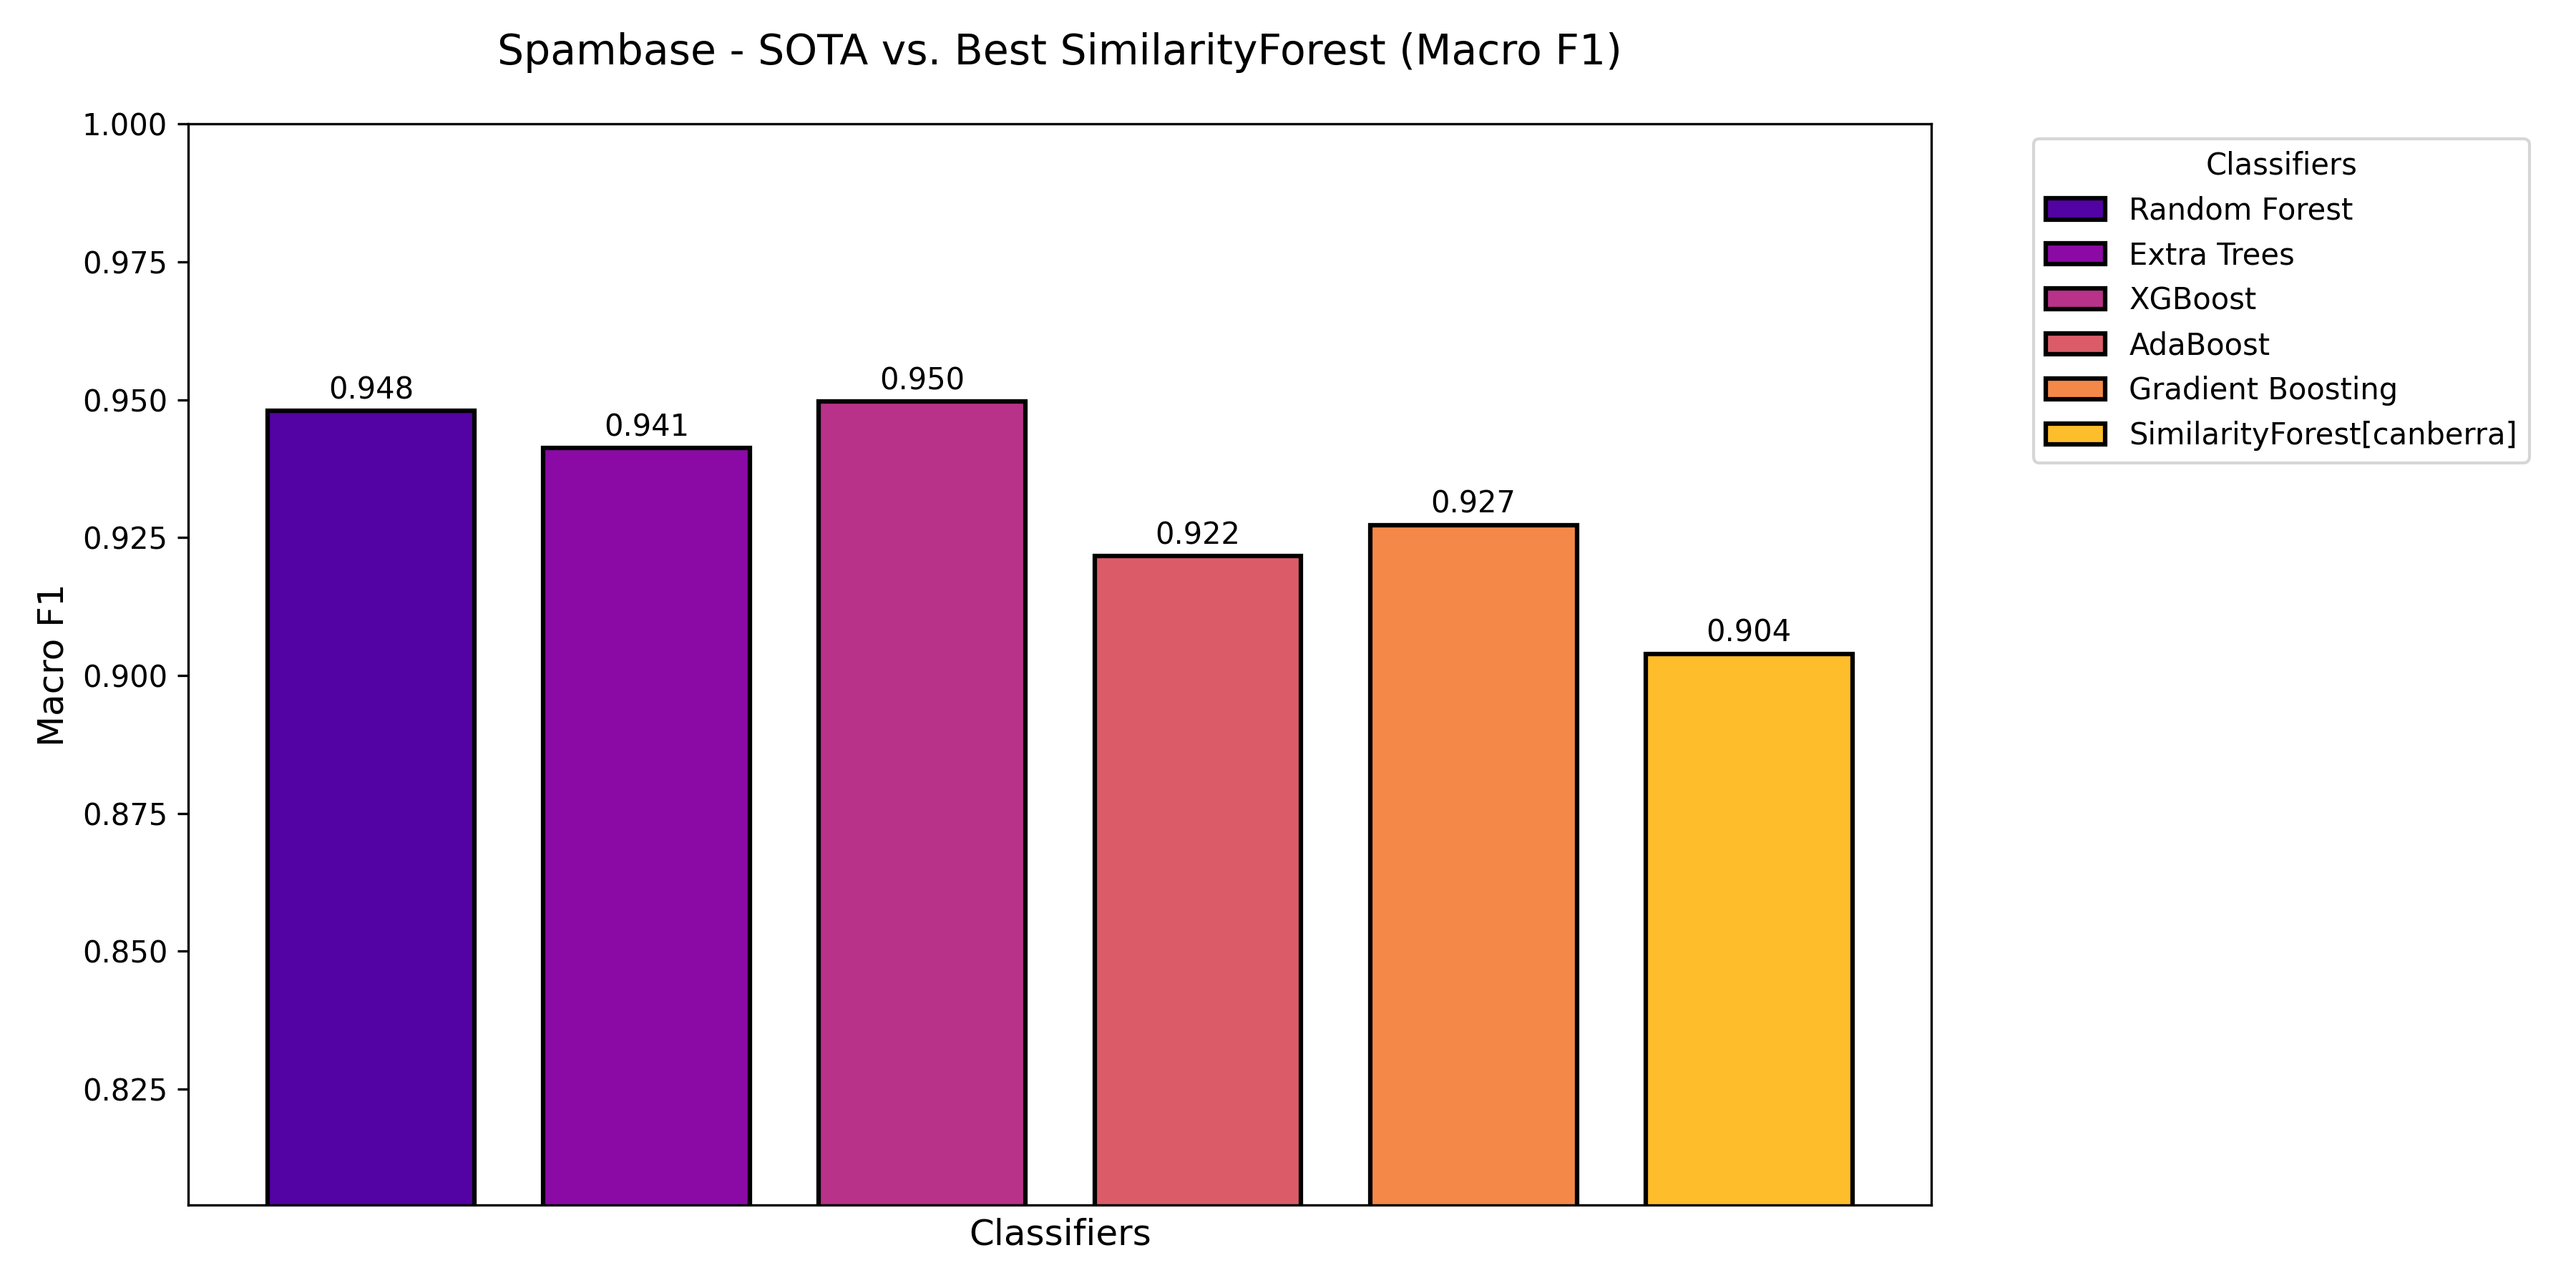 Spambase - SOTA vs. Best SimilarityForest (Macro F1)
1.000
0.975
0.950
0.925
0.900
0.875
0.850
0.825
Macro F1
0.948
0.941
0.950
0.922
0.927
0.904
Classifiers
Classifiers
Random Forest
Extra Trees
XGBoost
AdaBoost
Gradient Boosting
SimilarityForest[canberra]